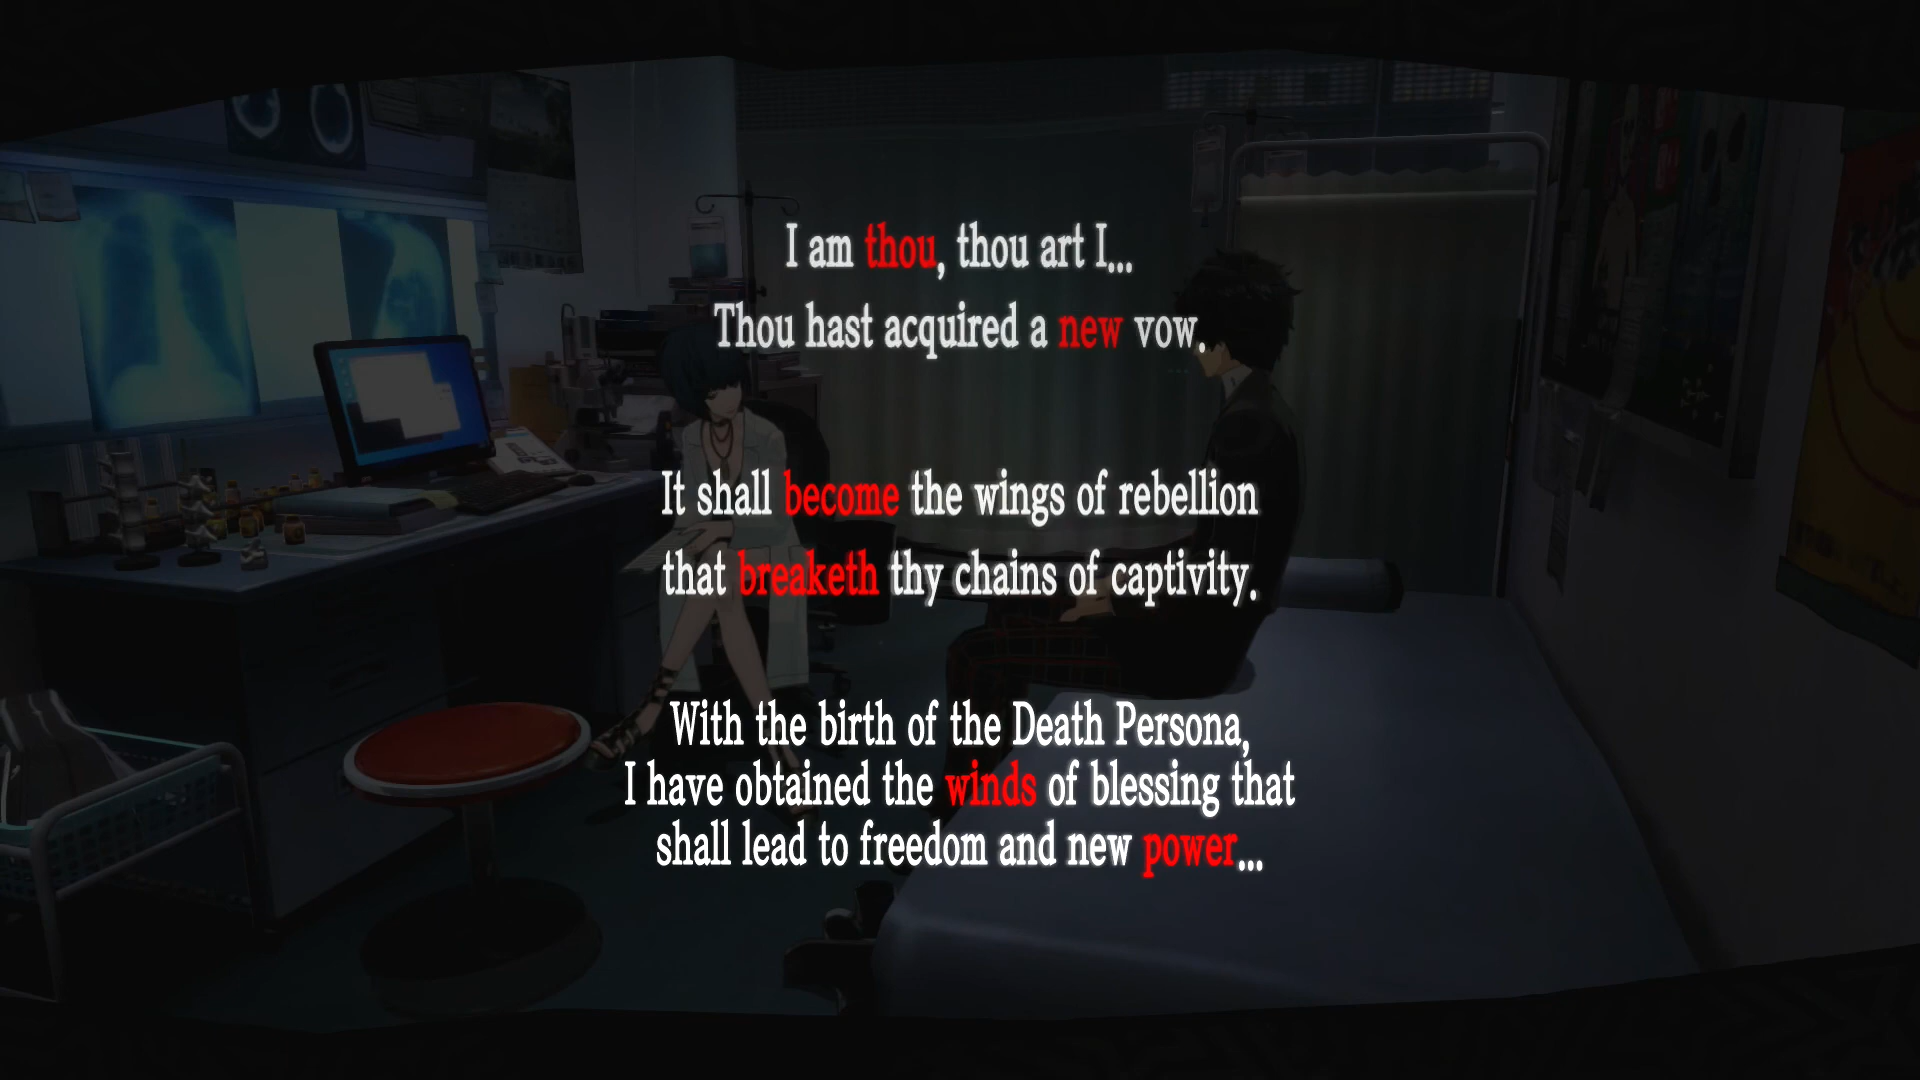 I am thou, thou art I...
Thou hast acquired a new vow.
It shall become the wings of rebellion
that breaketh thy chains of captivity.
With the birth of the Death Persona,
I have obtained the winds of blessing that
shall lead to freedom and new power...